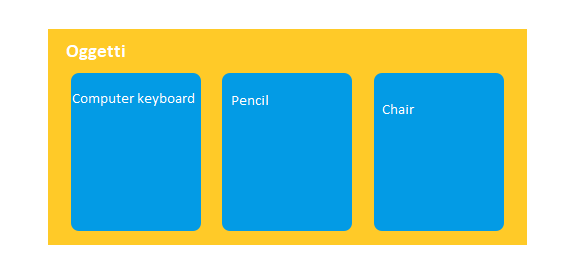 Oggetti
Computer keyboard
Pencil
Chair